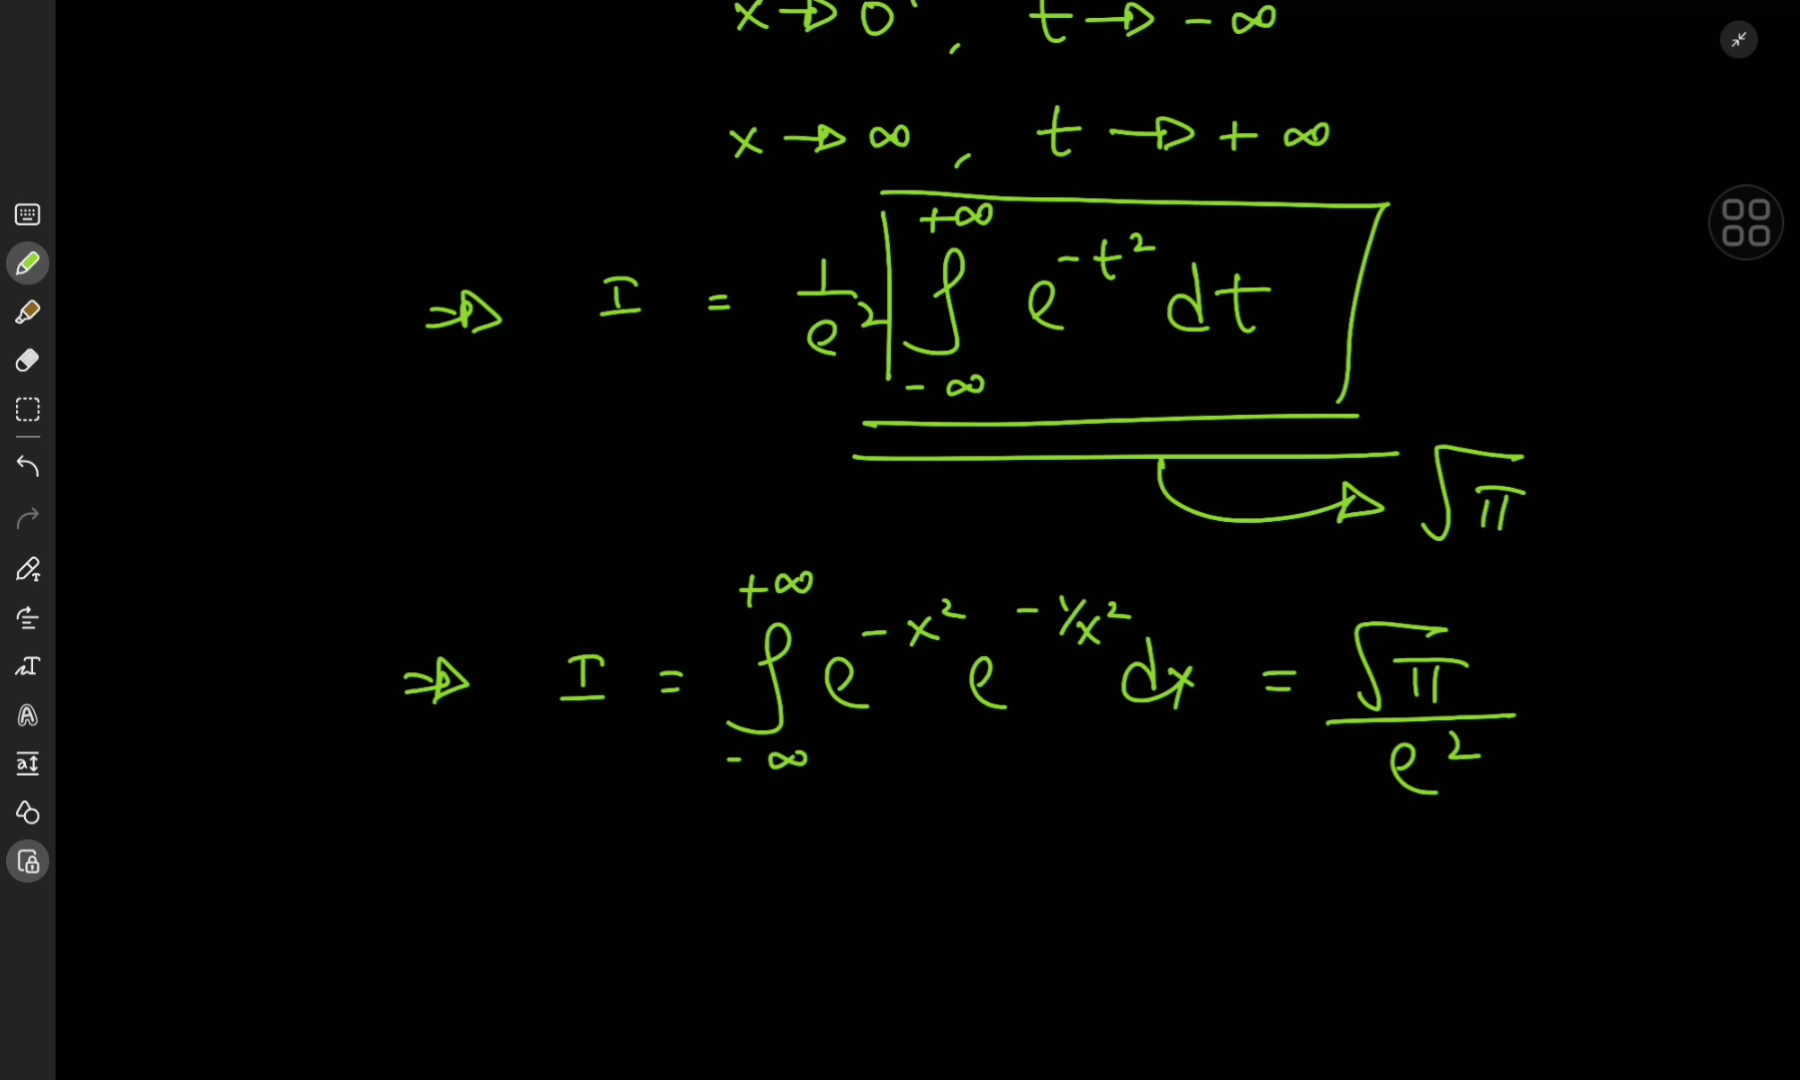 x → 0⁺, t → - ∞
x → ∞, t → + ∞
⇒ I = 1/e² ∫_{-∞}^{+∞} e^{-t²} dt
√π
⇒ I = ∫_{-∞}^{+∞} e^{-x²} e^{-1/x²} dx = √π/e²